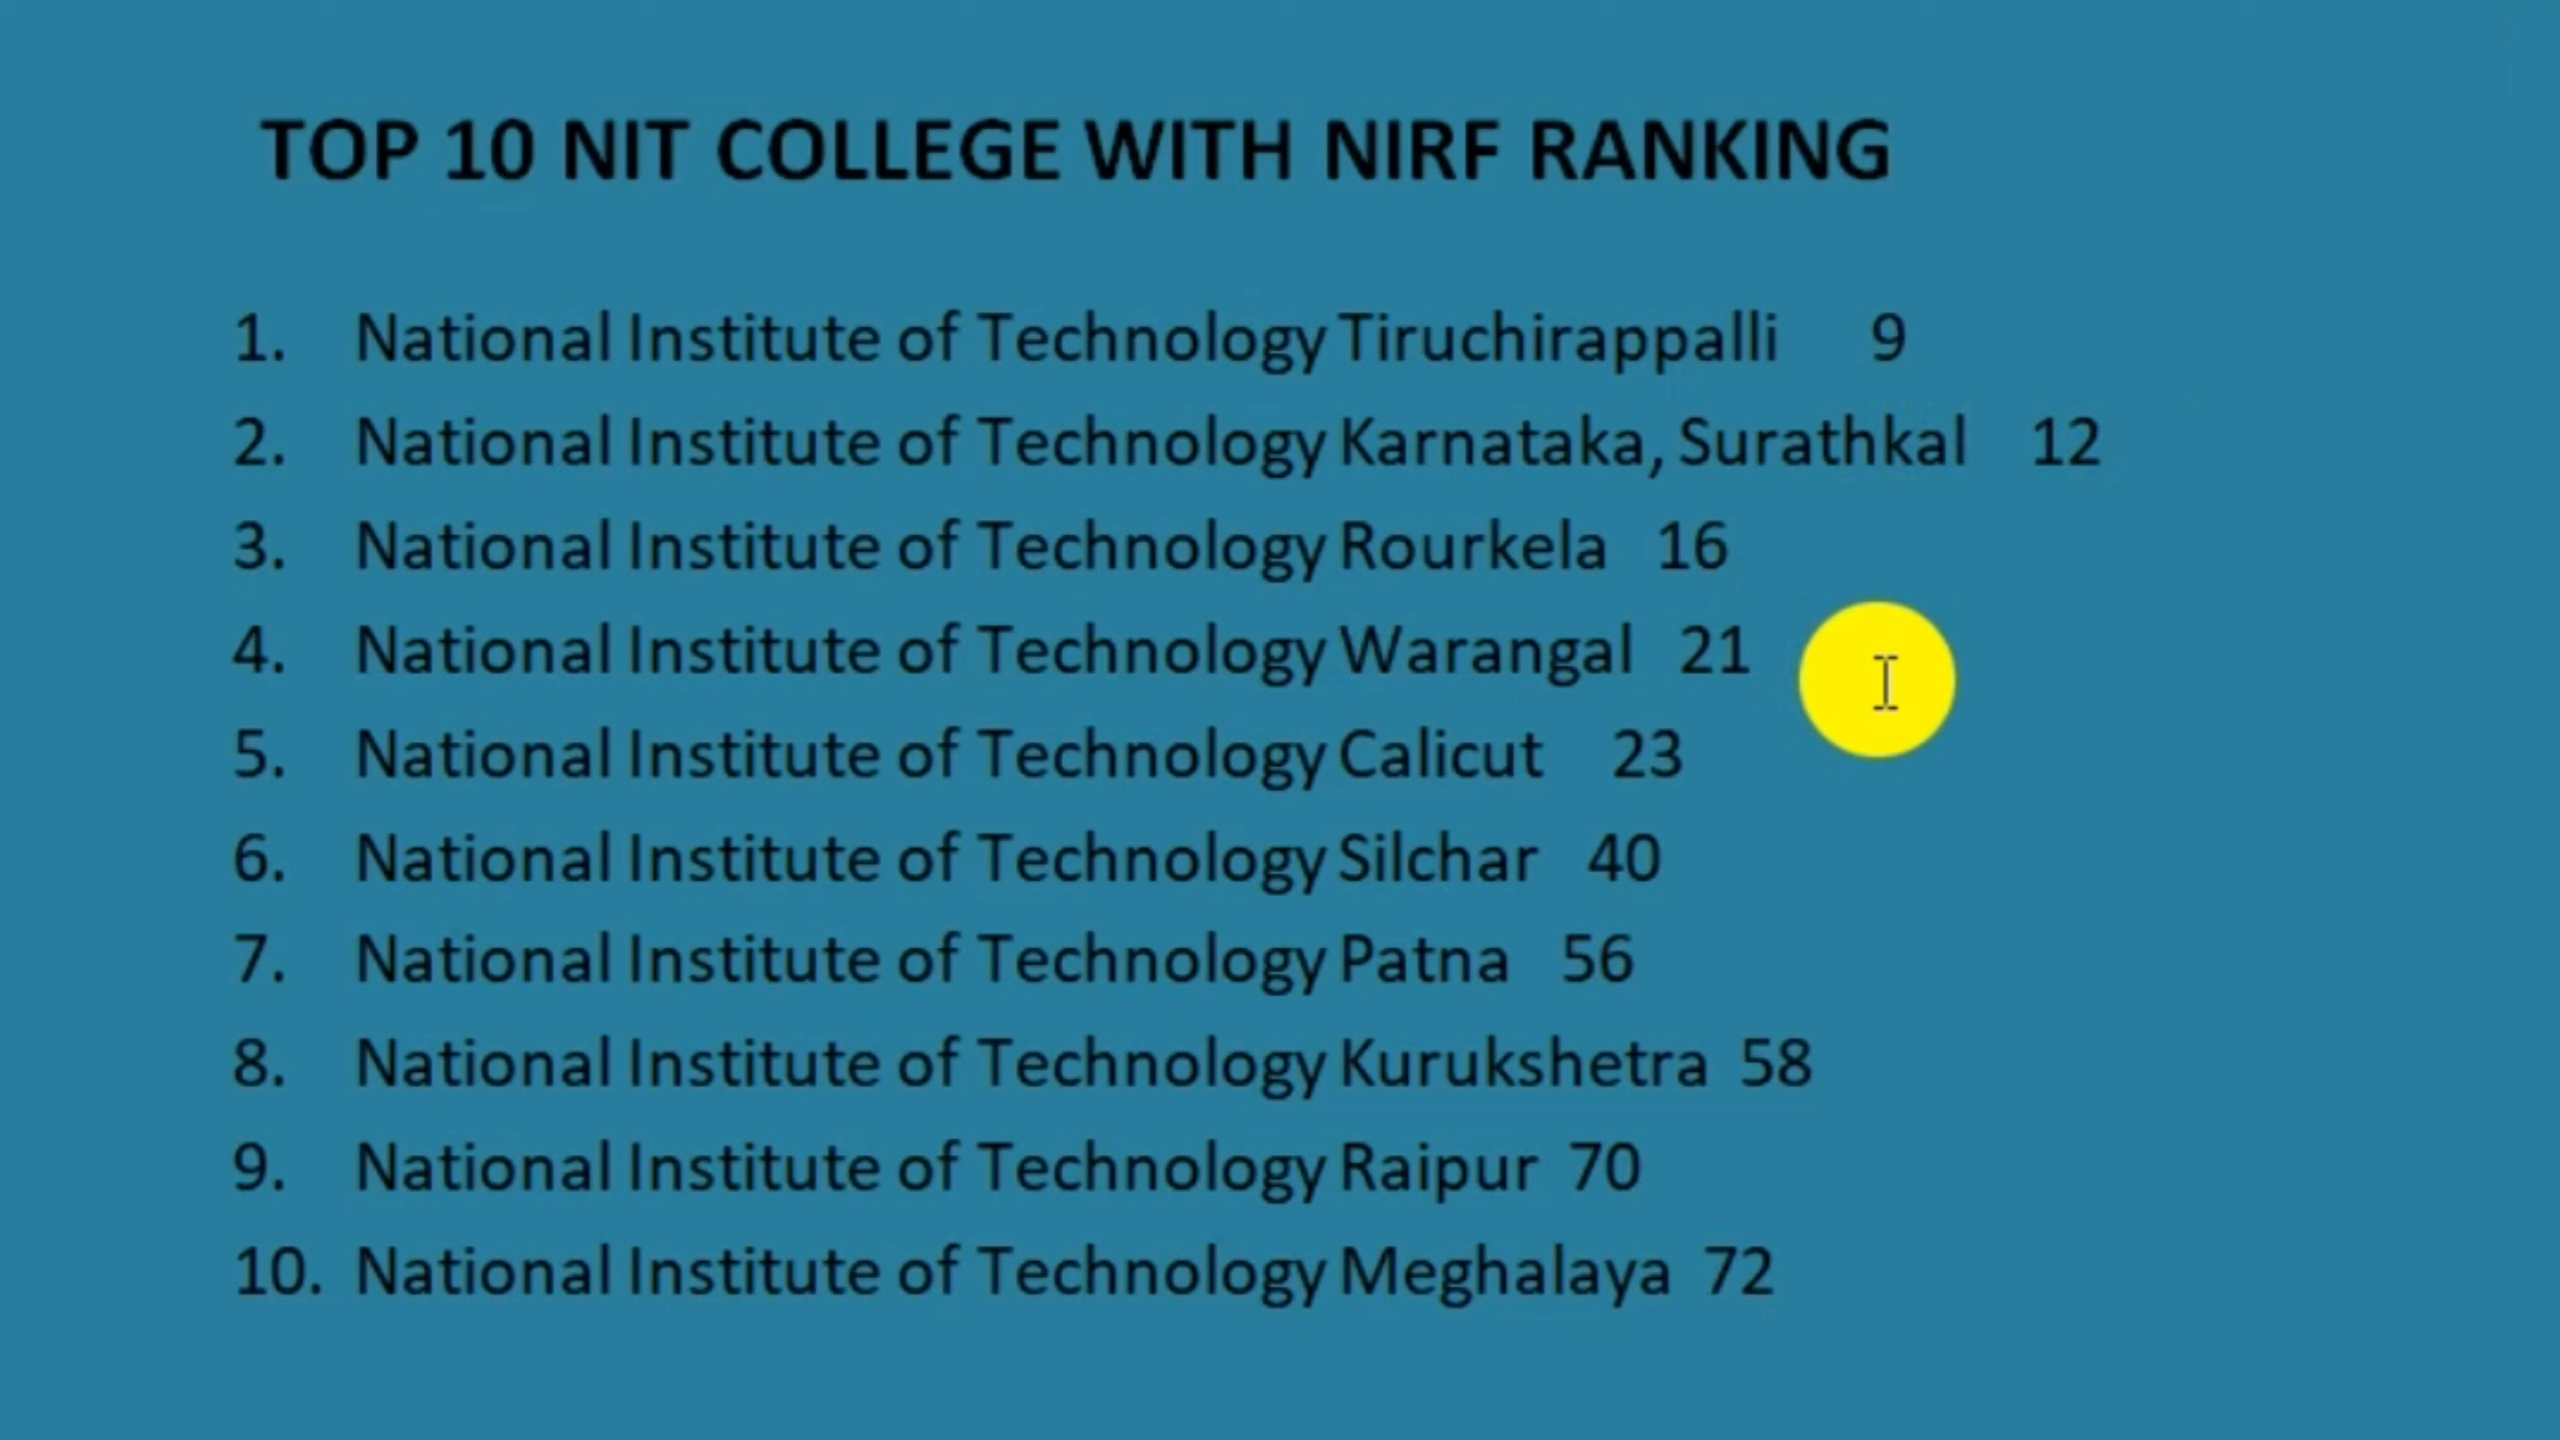 TOP 10 NIT COLLEGE WITH NIRF RANKING
1. National Institute of Technology Tiruchirappalli 9
2. National Institute of Technology Karnataka, Surathkal 12
3. National Institute of Technology Rourkela 16
4. National Institute of Technology Warangal 21
5. National Institute of Technology Calicut 23
6. National Institute of Technology Silchar 40
7. National Institute of Technology Patna 56
8. National Institute of Technology Kurukshetra 58
9. National Institute of Technology Raipur 70
10. National Institute of Technology Meghalaya 72